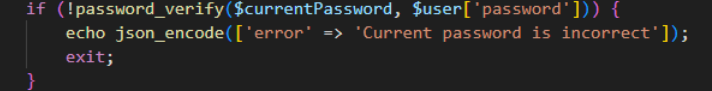 if (!password_verify($currentPassword, $user['password'])) {
    echo json_encode(['error' => 'Current password is incorrect']);
    exit;
}